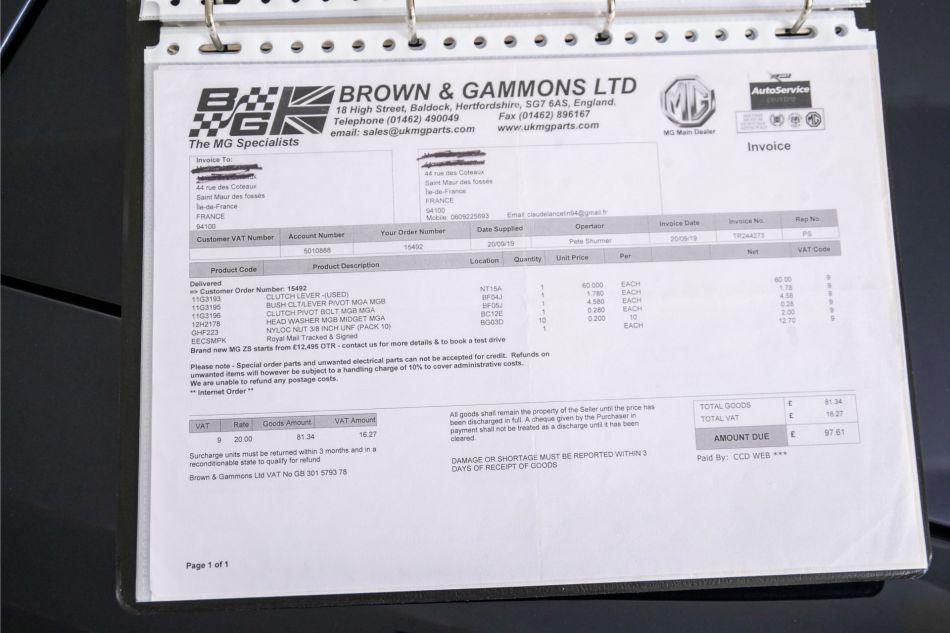 BROWN & GAMMONS LTD
18 High Street, Baldock, Hertfordshire, SG7 6AS, England.
Telephone (01462) 490049 Fax (01462) 896167
email: sales@ukmgparts.com www.ukmgparts.com
B
G
The MG Specialists
MG
MG Main Dealer
AutoService
Invoice
Invoice To:
44 rue des Coteaux
Saint Maur des fossés
Île-de-France
FRANCE
94100
44 rue des Coteaux
Saint Maur des fossés
Île-de-France
FRANCE
94100
Mobile: 0609225693 Email: claudelancelin94@gmail.fr
Customer VAT Number Account Number Your Order Number Date Supplied Opertaor Invoice Date Invoice No. Rep No.
5010888 15492 20/09/19 Pete Shurmer 20/09/19 TR244273 PS
Product Code Product Description Location Quantity Unit Price Per Net VAT Code
Delivered
=> Customer Order Number: 15492
11G3193 CLUTCH LEVER -(USED) NT15A 1 60.000 EACH 60.00 9
11G3195 BUSH CLT/LEVER PIVOT MGA MGB BF04J 1 1.780 EACH 1.78 9
11G3196 CLUTCH PIVOT BOLT MGB MGA BF05J 1 4.580 EACH 4.58 9
12H2178 HEAD WASHER MGB MIDGET MGA BC12E 1 0.280 EACH 0.28 9
GHF223 NYLOC NUT 3/8 INCH UNF (PACK 10) BG03D 10 0.200 10 2.00 9
EECSMPK Royal Mail Tracked & Signed 1 EACH 12.70 9
Brand new MG ZS starts from £12,495 OTR - contact us for more details & to book a test drive
Please note - Special order parts and unwanted electrical parts can not be accepted for credit. Refunds on
unwanted items will however be subject to a handling charge of 10% to cover administrative costs.
We are unable to refund any postage costs.
** Internet Order **
VAT Rate Goods Amount VAT Amount
9 20.00 81.34 16.27
Surcharge units must be returned within 3 months and in a
reconditionable state to qualify for refund
Brown & Gammons Ltd VAT No GB 301 5793 78
All goods shall remain the property of the Seller until the price has
been discharged in full. A cheque given by the Purchaser in
payment shall not be treated as a discharge until it has been
cleared.
DAMAGE OR SHORTAGE MUST BE REPORTED WITHIN 3
DAYS OF RECEIPT OF GOODS
TOTAL GOODS £ 81.34
TOTAL VAT £ 16.27
AMOUNT DUE £ 97.61
Paid By: CCD WEB ***
Page 1 of 1